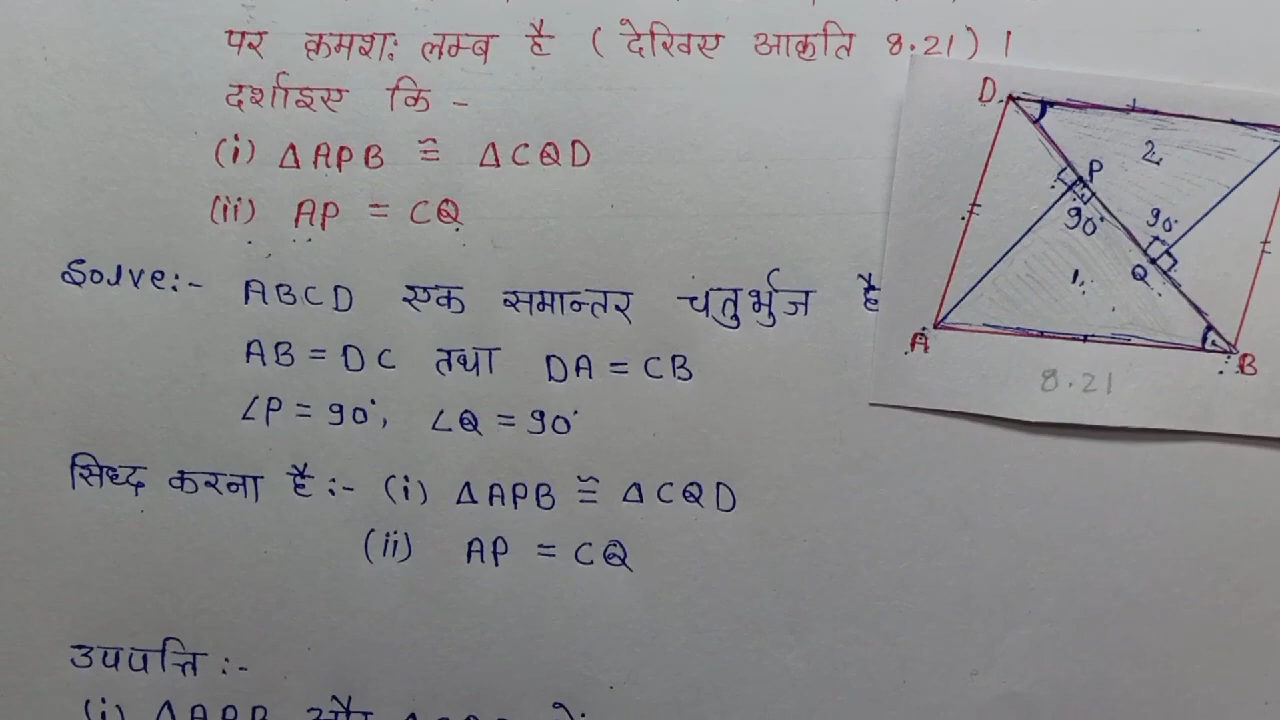 पर क्रमशः लम्ब है ( देखिए आकृति 8.21) ।
दर्शाइए कि -
(i) ΔAPB ≅ ΔCQD
(ii) AP = CQ
Solve:- ABCD एक समान्तर चतुर्भुज है
AB = DC तथा DA = CB
∠P = 90°, ∠Q = 90°
सिध्द करना है :- (i) ΔAPB ≅ ΔCQD
(ii) AP = CQ
उपपत्ति :-
(i) ΔAPB और
D
2
P
90°
90°
Q
1
A
B
8.21